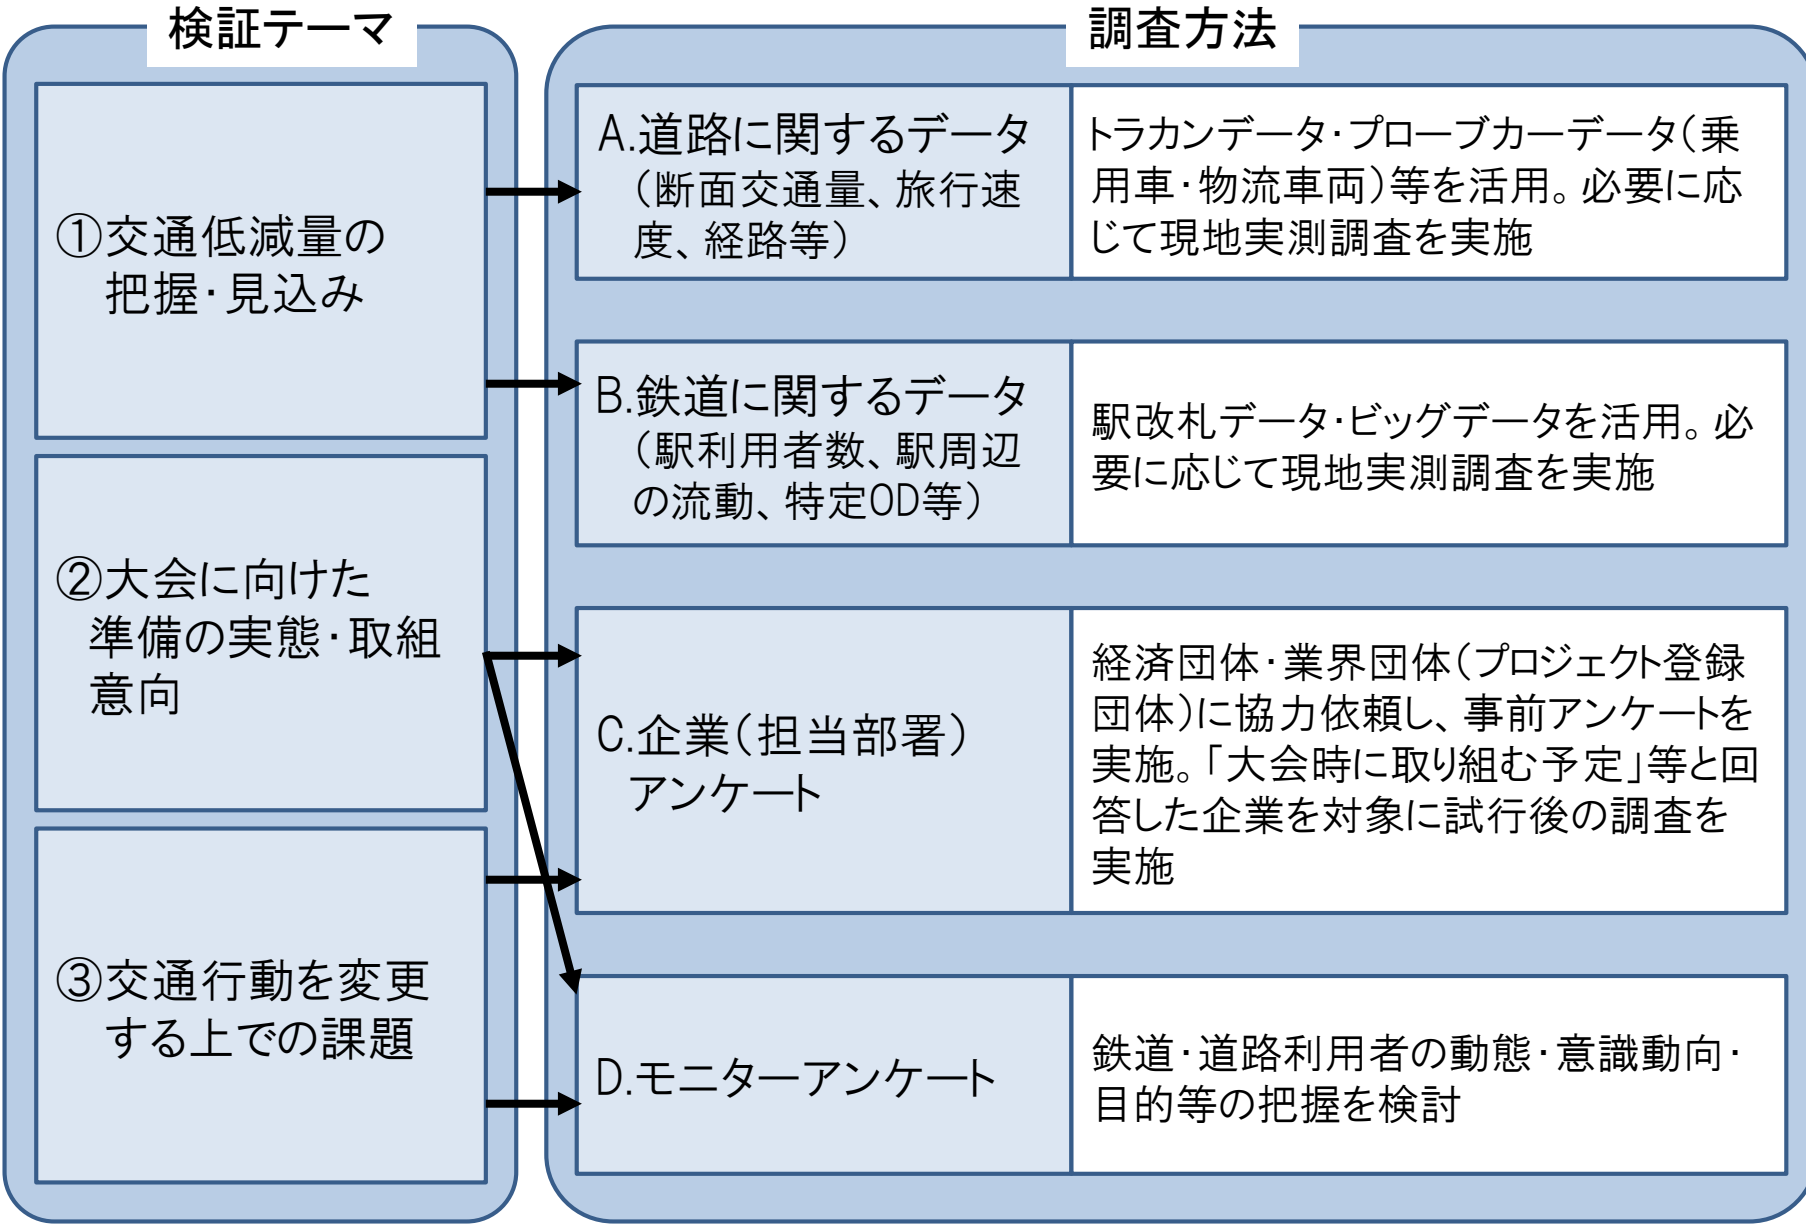 検証テーマ
①交通低減量の
把握・見込み
②大会に向けた
準備の実態・取組
意向
③交通行動を変更
する上での課題
調査方法
A.道路に関するデータ
（断面交通量、旅行速
度、経路等）
トラカンデータ・プローブカーデータ（乗
用車・物流車両）等を活用。必要に応
じて現地実測調査を実施
B.鉄道に関するデータ
（駅利用者数、駅周辺
の流動、特定OD等）
駅改札データ・ビッグデータを活用。必
要に応じて現地実測調査を実施
C.企業（担当部署）
アンケート
経済団体・業界団体（プロジェクト登録
団体）に協力依頼し、事前アンケートを
実施。「大会時に取り組む予定」等と回
答した企業を対象に試行後の調査を
実施
D.モニターアンケート
鉄道・道路利用者の動態・意識動向・
目的等の把握を検討